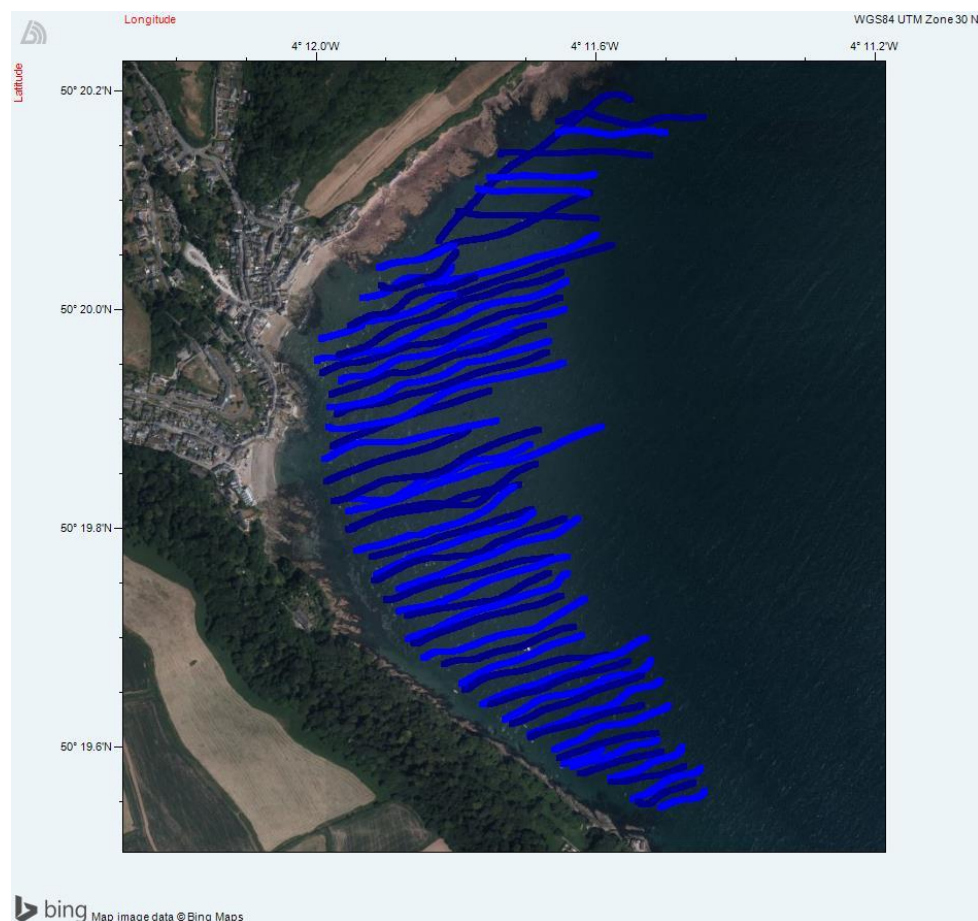 Longitude
WGS84 UTM Zone 30 N
4° 12.0'W
4° 11.6'W
4° 11.2'W
Latitude
50° 20.2'N
50° 20.0'N
50° 19.8'N
50° 19.6'N
bing Map image data © Bing Maps